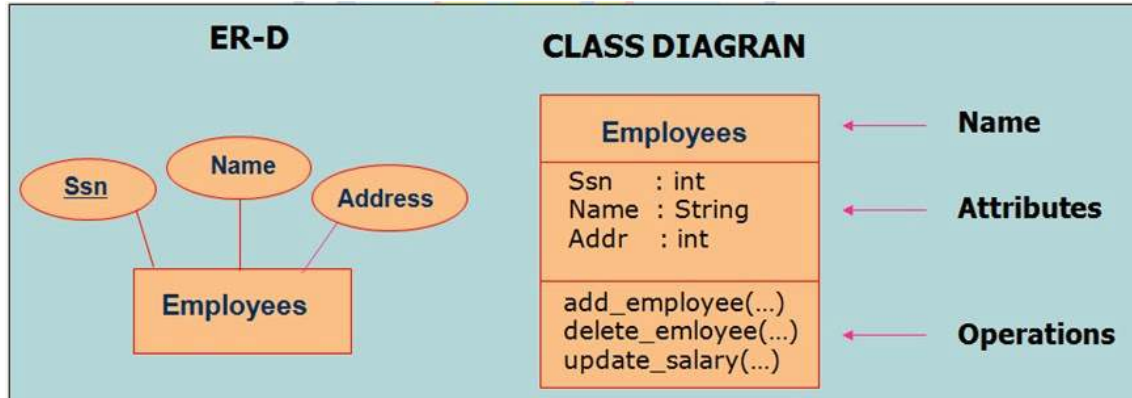 ER-D
CLASS DIAGRAN
Ssn
Name
Address
Employees
Employees
Ssn : int
Name : String
Addr : int
add_employee(...)
delete_emloyee(...)
update_salary(...)
Name
Attributes
Operations